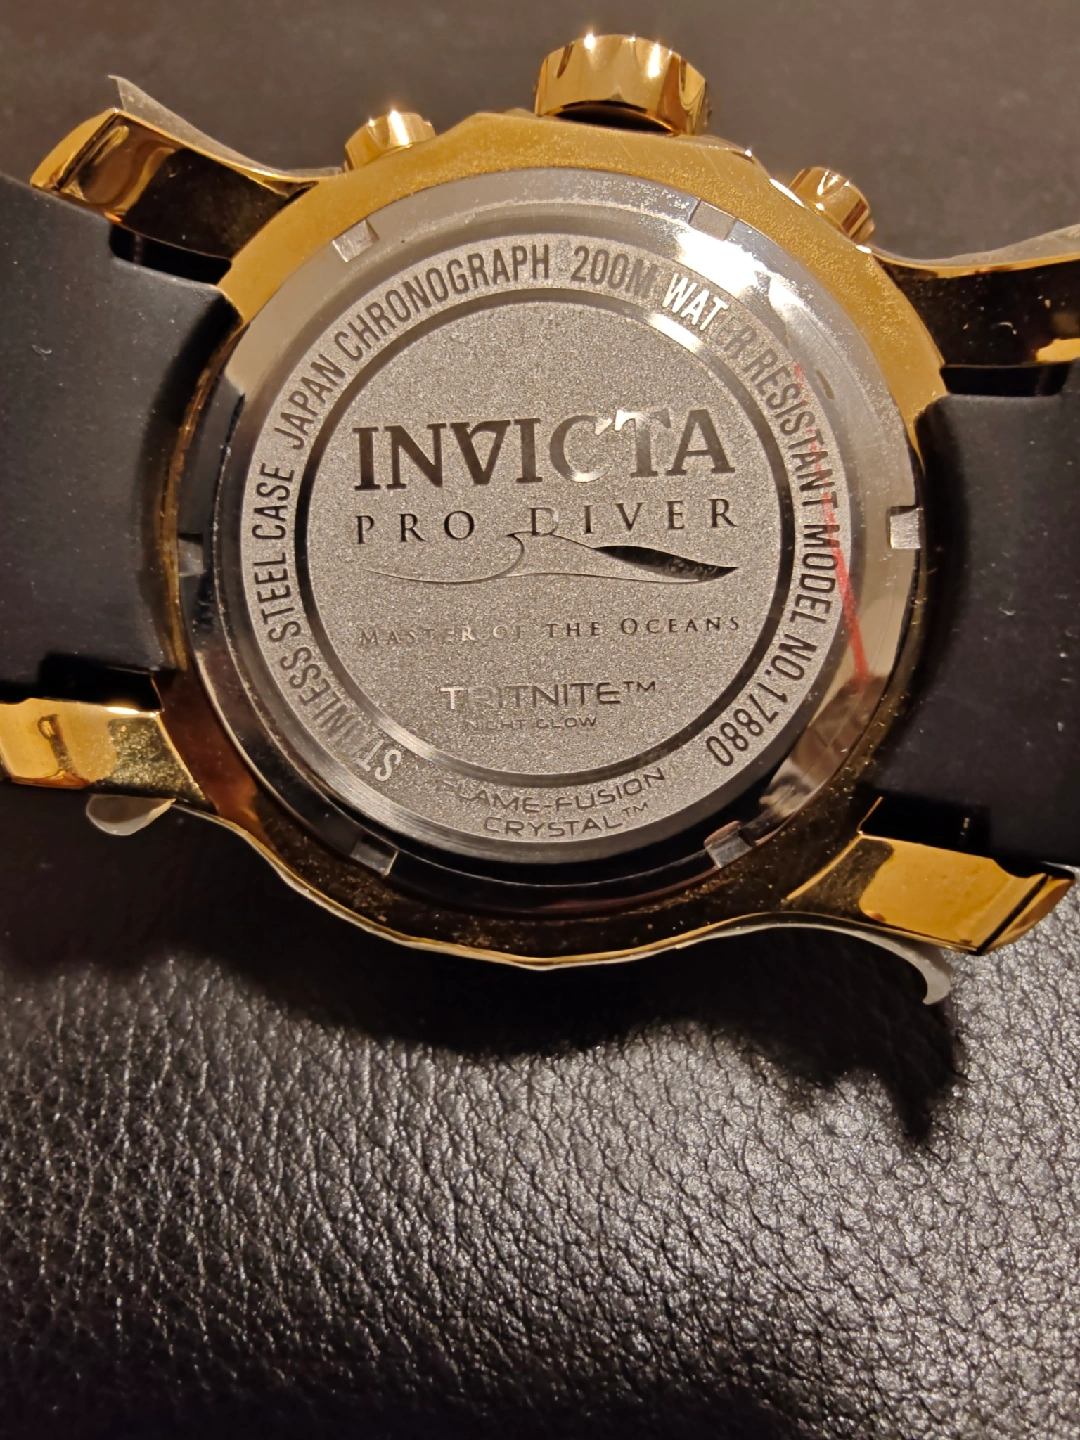 INVICTA
PRO DIVER
MASTER OF THE OCEANS
TRITNITE™
NIGHT GLOW
STAINLESS STEEL CASE JAPAN CHRONOGRAPH 200M WATER RESISTANT MODEL NO.17880
FLAME-FUSION
CRYSTAL™